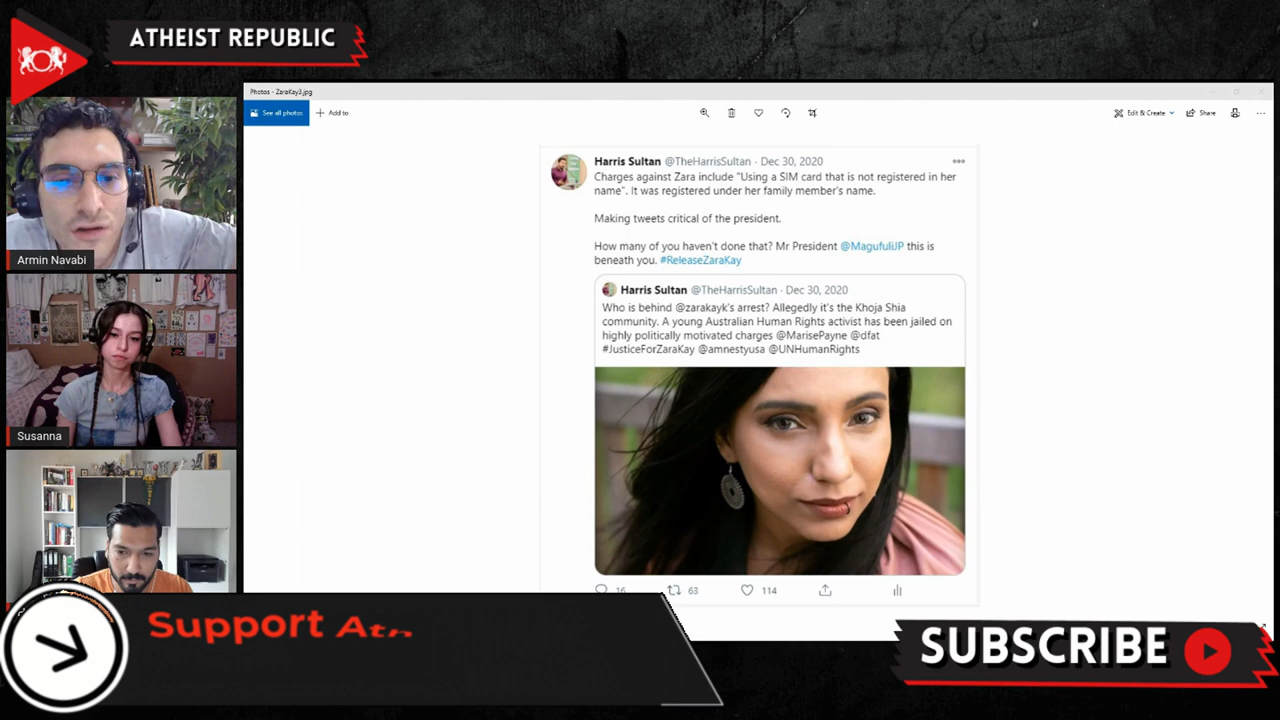 ATHEIST REPUBLIC
Photos - ZaraKay3.jpg
See all photos
Add to
Edit & Create
Share
Harris Sultan @TheHarrisSultan · Dec 30, 2020
Charges against Zara include "Using a SIM card that is not registered in her
name". It was registered under her family member's name.
Making tweets critical of the president.
How many of you haven't done that? Mr President @MagufuliJP this is
beneath you. #ReleaseZaraKay
Harris Sultan @TheHarrisSultan · Dec 30, 2020
Who is behind @zarakayk's arrest? Allegedly it's the Khoja Shia
community. A young Australian Human Rights activist has been jailed on
highly politically motivated charges @MarisePayne @dfat
#JusticeForZaraKay @amnestyusa @UNHumanRights
16 63 114
Armin Navabi
Susanna
Support Ath
SUBSCRIBE